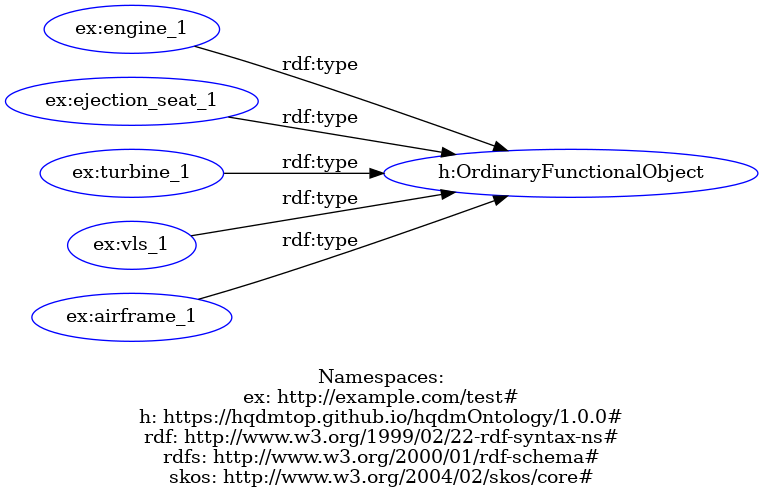 ex:engine_1
rdf:type
ex:ejection_seat_1
rdf:type
ex:turbine_1
rdf:type
h:OrdinaryFunctionalObject
rdf:type
ex:vls_1
rdf:type
ex:airframe_1
Namespaces:
ex: http://example.com/test#
h: https://hqdmtop.github.io/hqdmOntology/1.0.0#
rdf: http://www.w3.org/1999/02/22-rdf-syntax-ns#
rdfs: http://www.w3.org/2000/01/rdf-schema#
skos: http://www.w3.org/2004/02/skos/core#